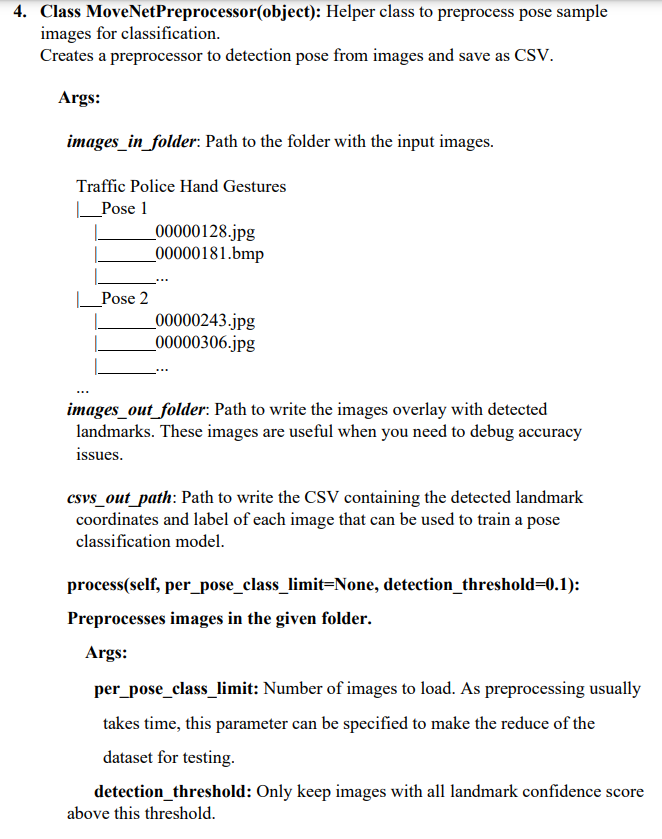 4. Class MoveNetPreprocessor(object): Helper class to preprocess pose sample
images for classification.
Creates a preprocessor to detection pose from images and save as CSV.
Args:
images_in_folder: Path to the folder with the input images.
Traffic Police Hand Gestures
|__Pose 1
|______00000128.jpg
|______00000181.bmp
|______...
|__Pose 2
|______00000243.jpg
|______00000306.jpg
|______...
...
images_out_folder: Path to write the images overlay with detected
landmarks. These images are useful when you need to debug accuracy
issues.
csvs_out_path: Path to write the CSV containing the detected landmark
coordinates and label of each image that can be used to train a pose
classification model.
process(self, per_pose_class_limit=None, detection_threshold=0.1):
Preprocesses images in the given folder.
Args:
per_pose_class_limit: Number of images to load. As preprocessing usually
takes time, this parameter can be specified to make the reduce of the
dataset for testing.
detection_threshold: Only keep images with all landmark confidence score
above this threshold.